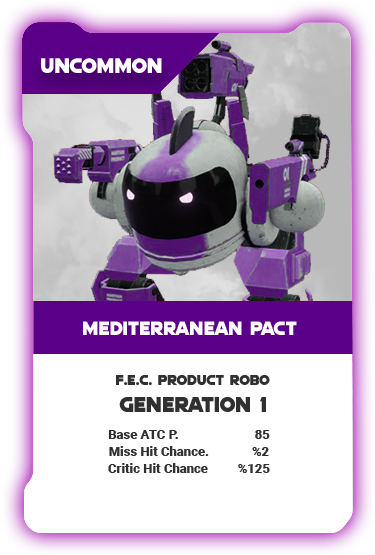 UNCOMMON
MEDITERRANEAN PACT
F.E.C. PRODUCT ROBO
GENERATION 1
Base ATC P. 85
Miss Hit Chance. %2
Critic Hit Chance %125